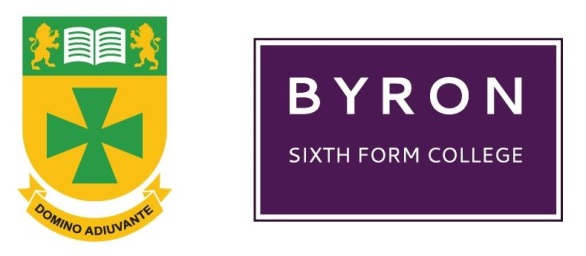 DOMINO ADIUVANTE
BYRON
SIXTH FORM COLLEGE